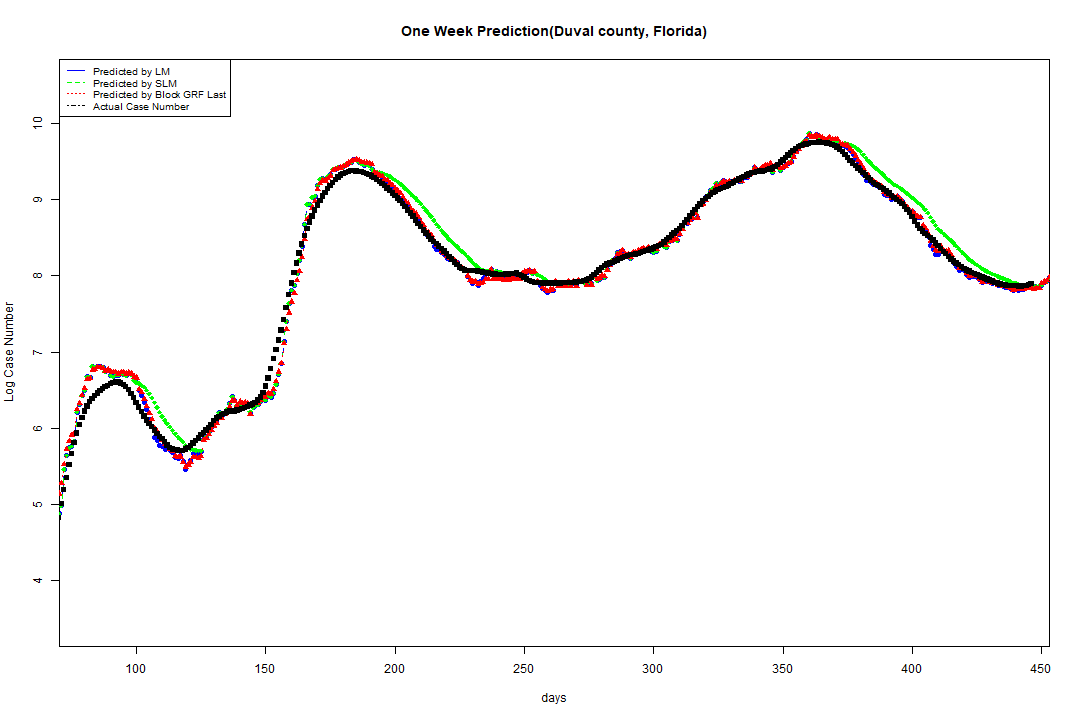 One Week Prediction(Duval county, Florida)
Predicted by LM
Predicted by SLM
Predicted by Block GRF Last
Actual Case Number
10
9
8
7
6
5
4
Log Case Number
100 150 200 250 300 350 400 450
days